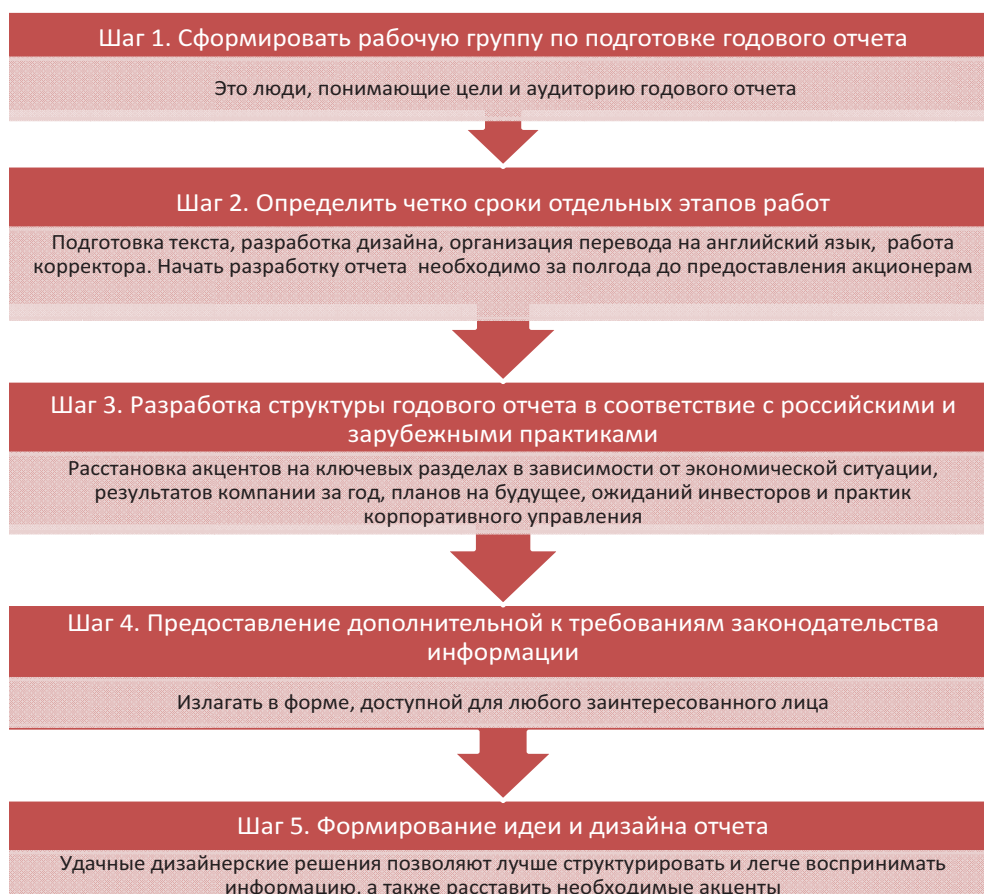 Шаг 1. Сформировать рабочую группу по подготовке годового отчета
Это люди, понимающие цели и аудиторию годового отчета
Шаг 2. Определить четко сроки отдельных этапов работ
Подготовка текста, разработка дизайна, организация перевода на английский язык, работа
корректора. Начать разработку отчета необходимо за полгода до предоставления акционерам
Шаг 3. Разработка структуры годового отчета в соответствие с российскими и
зарубежными практиками
Расстановка акцентов на ключевых разделах в зависимости от экономической ситуации,
результатов компании за год, планов на будущее, ожиданий инвесторов и практик
корпоративного управления
Шаг 4. Предоставление дополнительной к требованиям законодательства
информации
Излагать в форме, доступной для любого заинтересованного лица
Шаг 5. Формирование идеи и дизайна отчета
Удачные дизайнерские решения позволяют лучше структурировать и легче воспринимать
информацию, а также расставить необходимые акценты